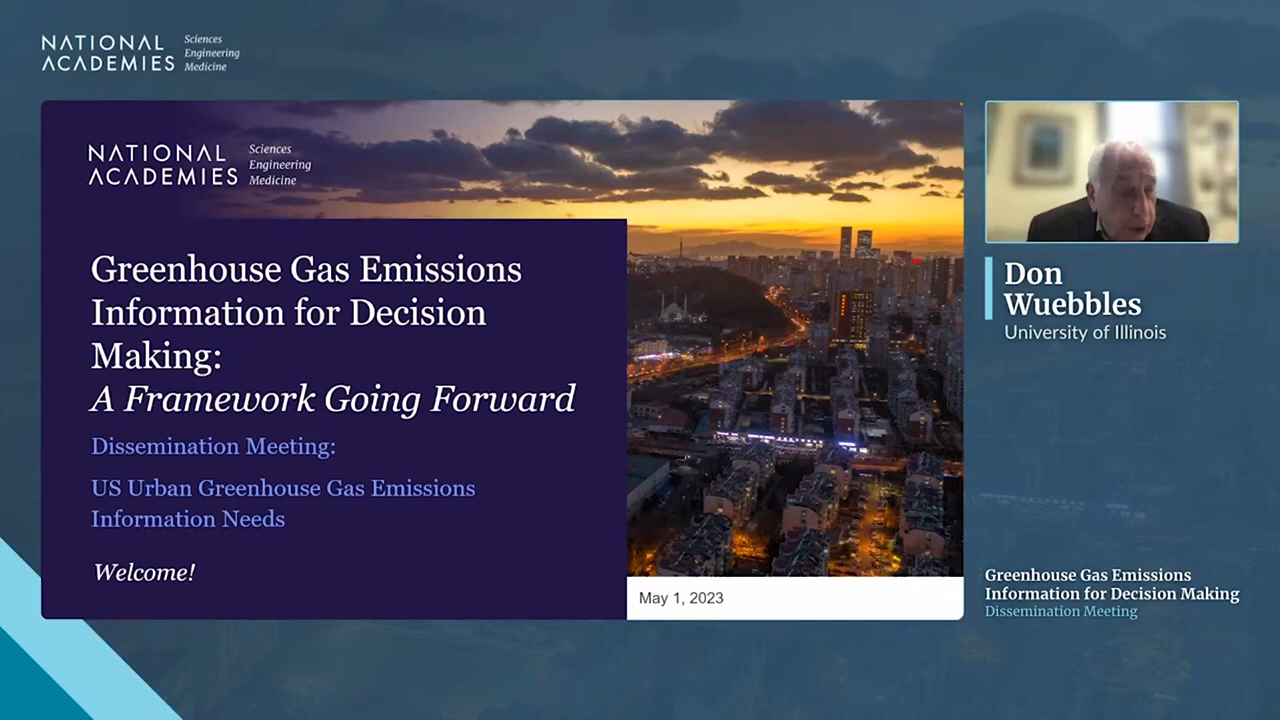 NATIONAL
ACADEMIES
Sciences
Engineering
Medicine
NATIONAL
ACADEMIES
Sciences
Engineering
Medicine
Greenhouse Gas Emissions
Information for Decision
Making:
A Framework Going Forward
Dissemination Meeting:
US Urban Greenhouse Gas Emissions
Information Needs
Welcome!
May 1, 2023
Don
Wuebbles
University of Illinois
Greenhouse Gas Emissions
Information for Decision Making
Dissemination Meeting